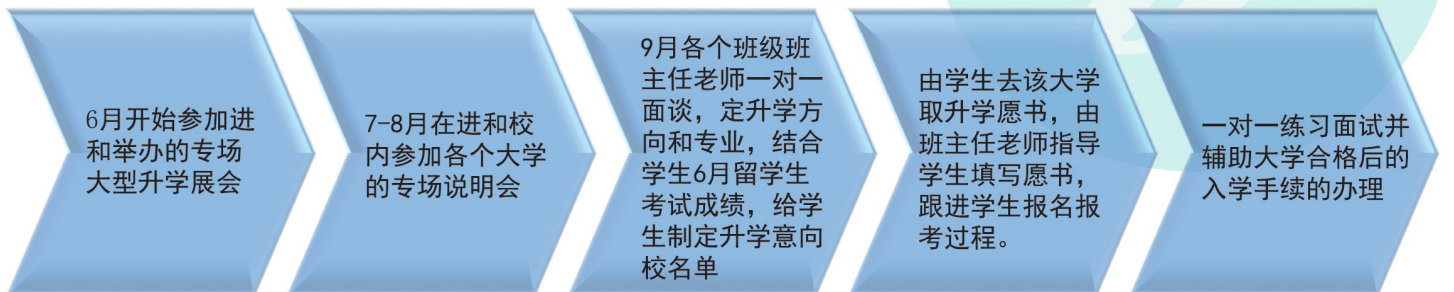 6月开始参加进
和举办的专场
大型升学展会
7-8月在进和校
内参加各个大学
的专场说明会
9月各个班级班
主任老师一对一
面谈，定升学方
向和专业，结合
学生6月留学生
考试成绩，给学
生制定升学意向
校名单
由学生去该大学
取升学愿书，由
班主任老师指导
学生填写愿书，
跟进学生报名报
考过程。
一对一练习面试并
辅助大学合格后的
入学手续的办理